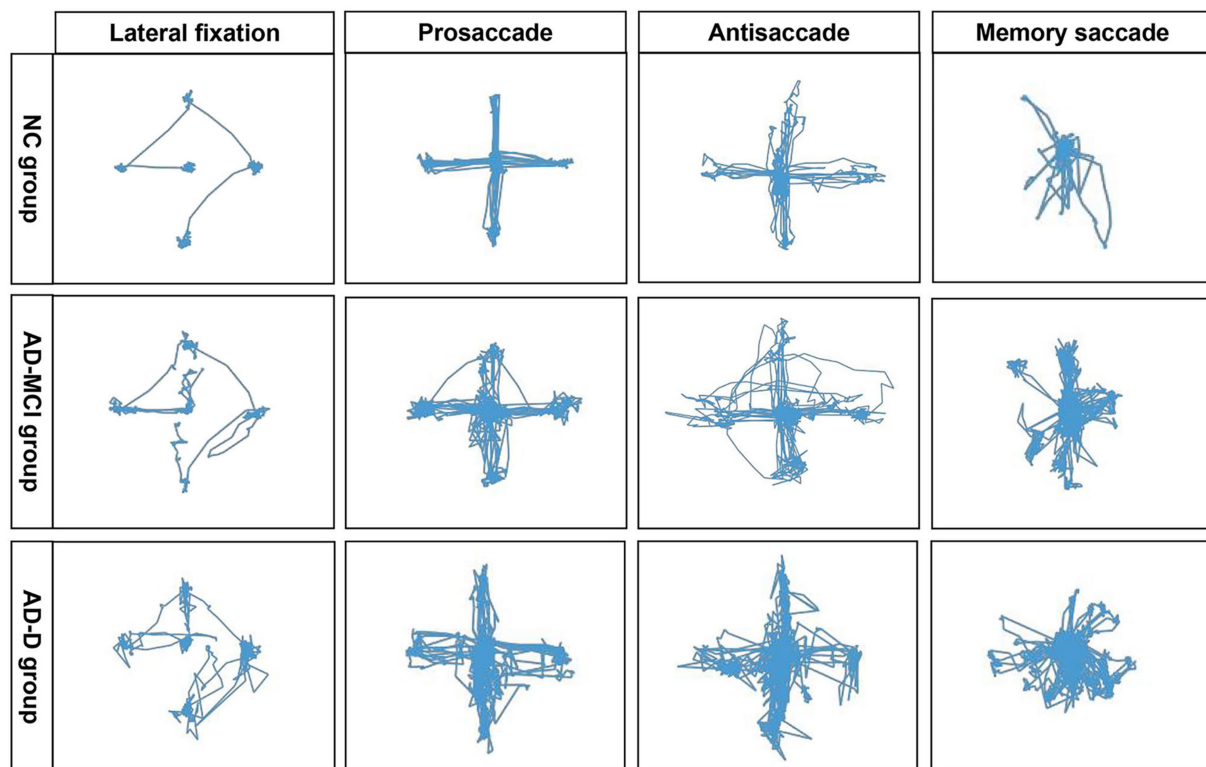 Lateral fixation
Prosaccade
Antisaccade
Memory saccade
NC group
AD-MCI group
AD-D group